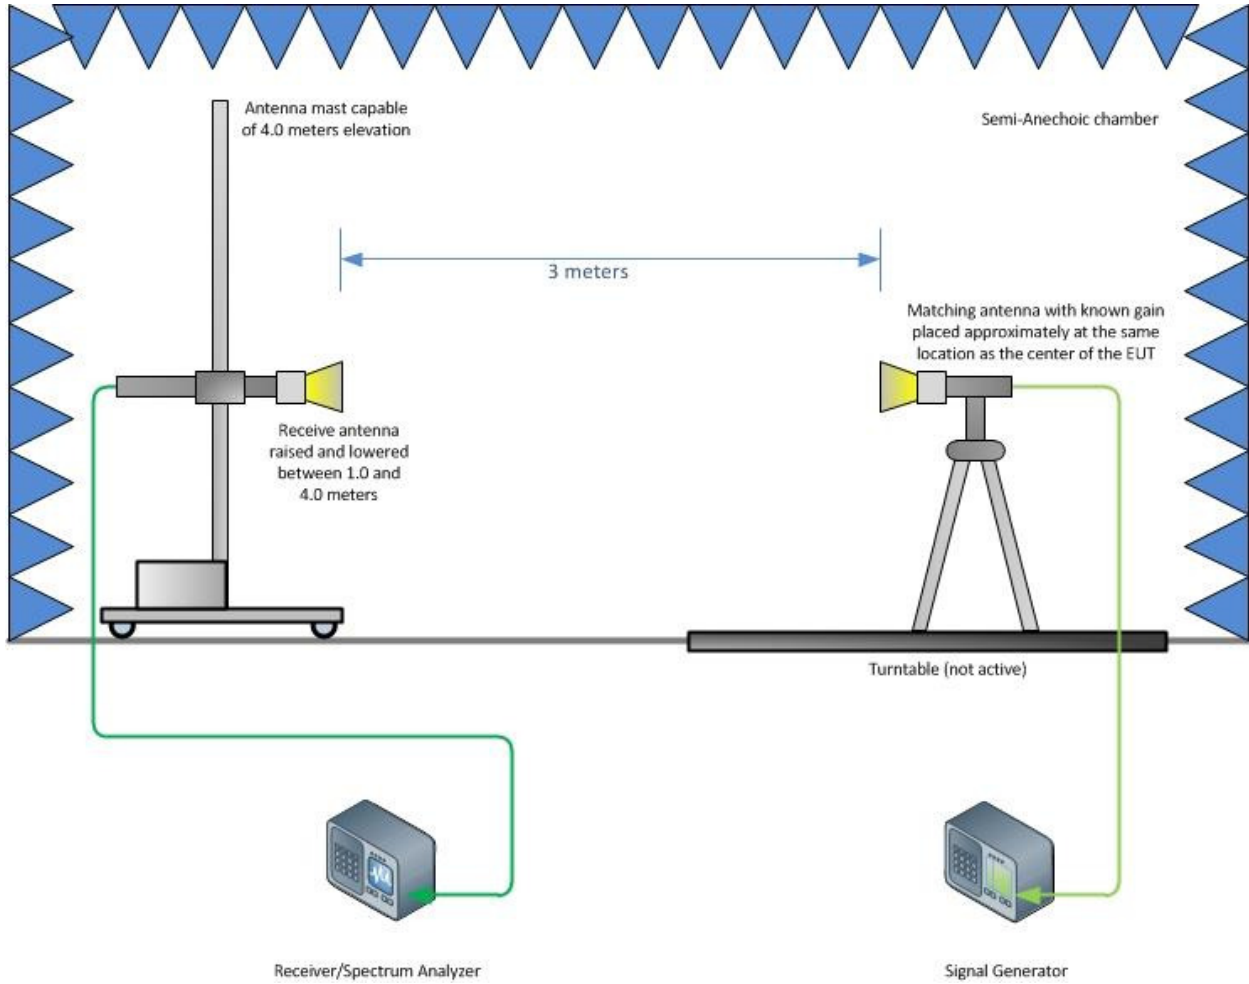 Antenna mast capable
of 4.0 meters elevation
Semi-Anechoic chamber
3 meters
Matching antenna with known gain
placed approximately at the same
location as the center of the EUT
Receive antenna
raised and lowered
between 1.0 and
4.0 meters
Turntable (not active)
Receiver/Spectrum Analyzer
Signal Generator